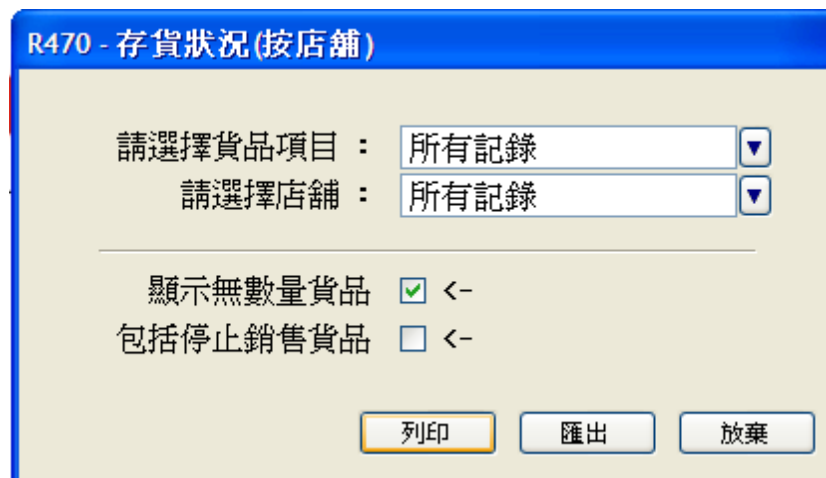 R470 - 存貨狀況(按店舖)
請選擇貨品項目 : 所有記錄
請選擇店舖 : 所有記錄
顯示無數量貨品 <-
包括停止銷售貨品 <-
列印 匯出 放棄